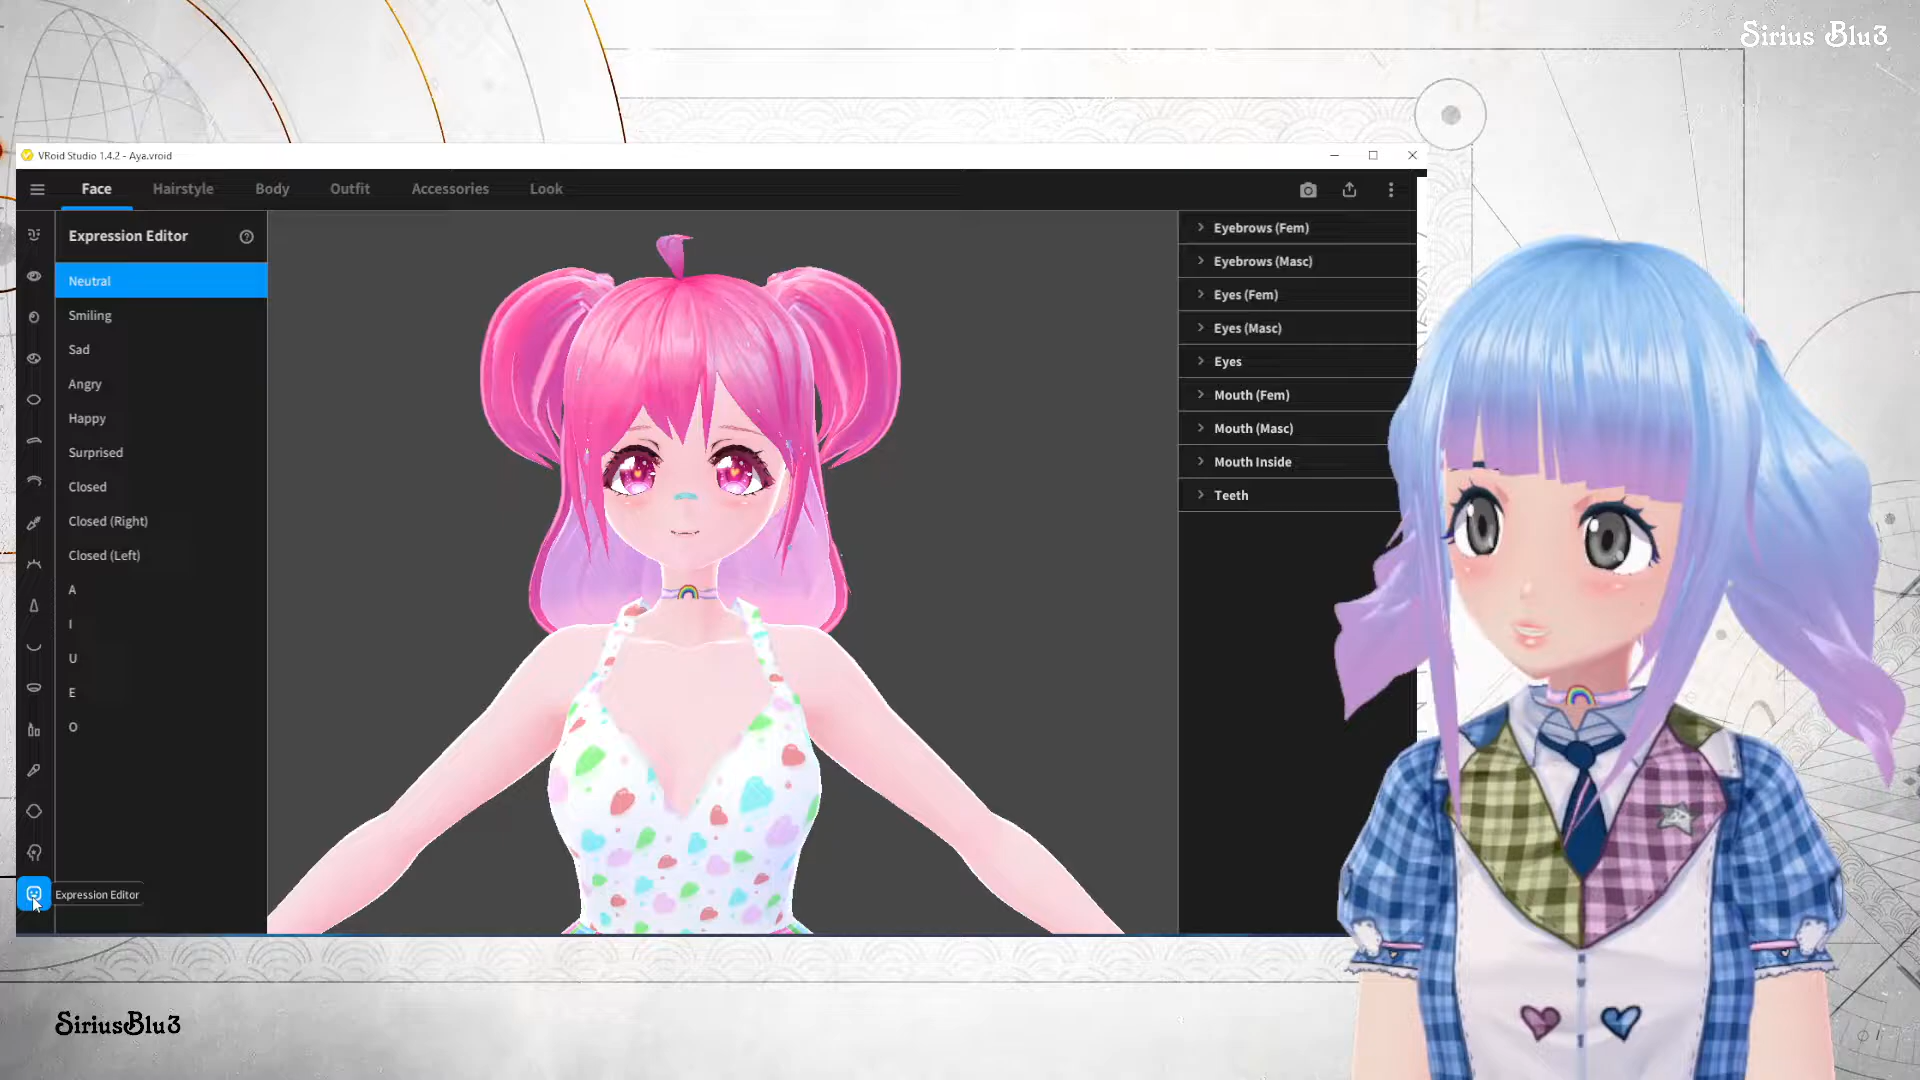 Sirius Blu3
VRoid Studio 1.4.2 - Aya.vroid
Face
Hairstyle
Body
Outfit
Accessories
Look
Expression Editor
Neutral
Smiling
Sad
Angry
Happy
Surprised
Closed
Closed (Right)
Closed (Left)
A
I
U
E
O
Expression Editor
Eyebrows (Fem)
Eyebrows (Masc)
Eyes (Fem)
Eyes (Masc)
Eyes
Mouth (Fem)
Mouth (Masc)
Mouth Inside
Teeth
SiriusBlu3